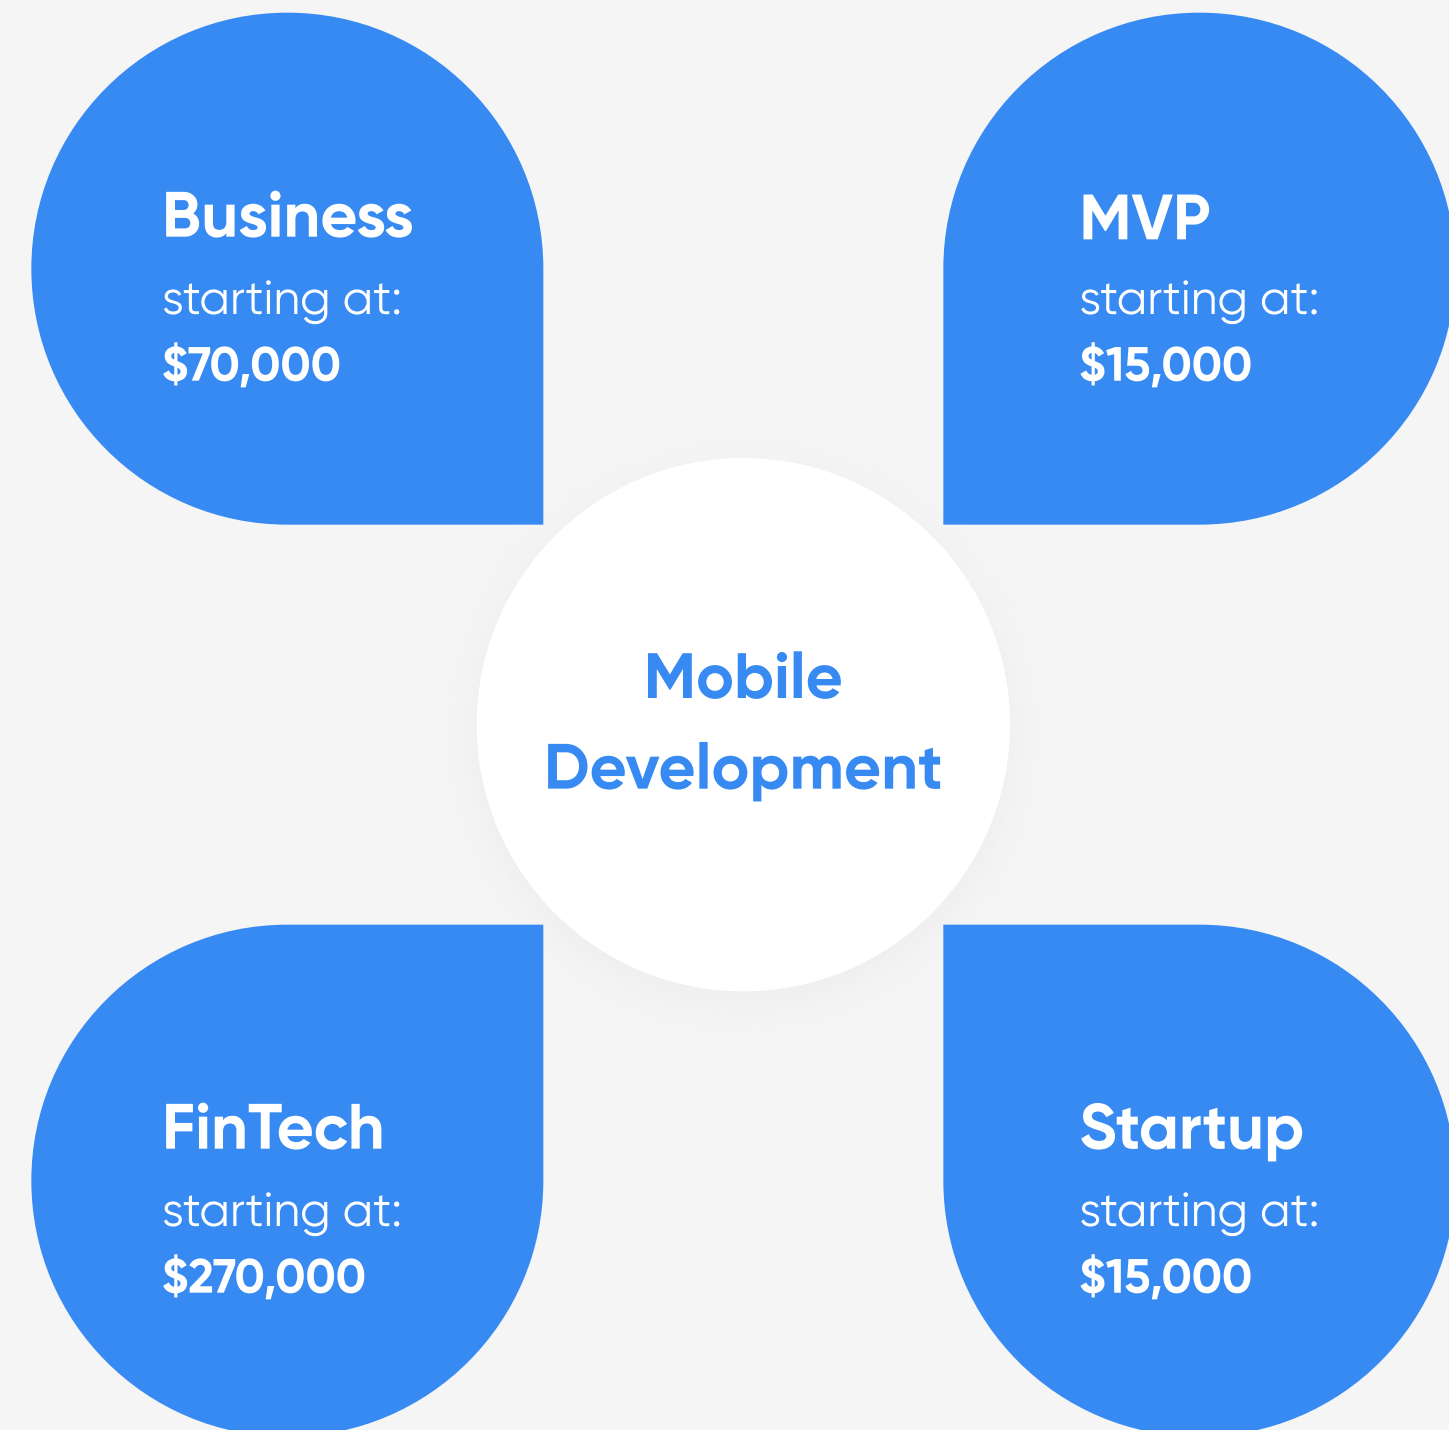 Business
starting at:
$70,000
MVP
starting at:
$15,000
Mobile
Development
FinTech
starting at:
$270,000
Startup
starting at:
$15,000